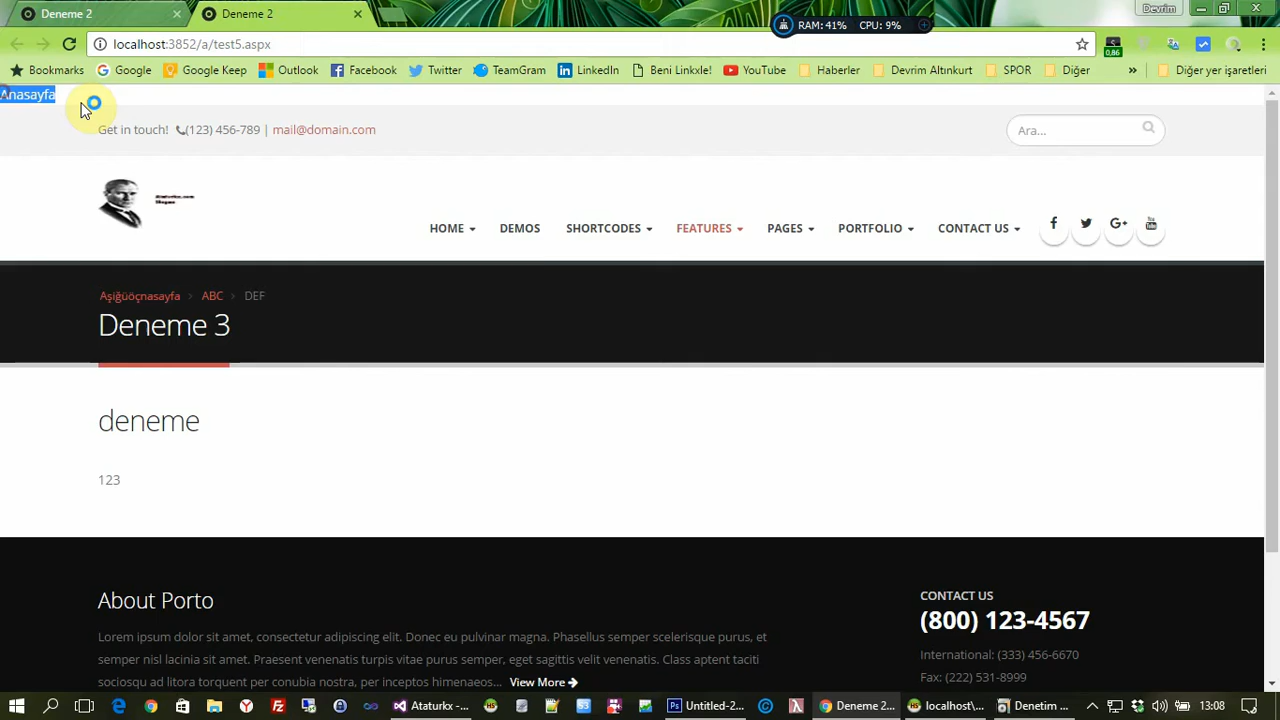 Deneme 2
Deneme 2
Devrim
RAM: 41% CPU: 9%
localhost:3852/a/test5.aspx
0,86
Bookmarks Google Google Keep Outlook Facebook Twitter TeamGram LinkedIn Beni Linkxle! YouTube Haberler Devrim Altınkurt SPOR Diğer » Diğer yer işaretleri
Anasayfa
Get in touch! (123) 456-789 | mail@domain.com
Ara...
HOME DEMOS SHORTCODES FEATURES PAGES PORTFOLIO CONTACT US
Aşiğüöçnasayfa > ABC > DEF
Deneme 3
deneme
123
About Porto
Lorem ipsum dolor sit amet, consectetur adipiscing elit. Donec eu pulvinar magna. Phasellus semper scelerisque purus, et
semper nisl lacinia sit amet. Praesent venenatis turpis vitae purus semper, eget sagittis velit venenatis. Class aptent taciti
sociosqu ad litora torquent per conubia nostra, per inceptos himenaeos... View More
CONTACT US
(800) 123-4567
International: (333) 456-6670
Fax: (222) 531-8999
Ataturkx - ... Untitled-2... Deneme 2... localhost\... Denetim ... 13:08